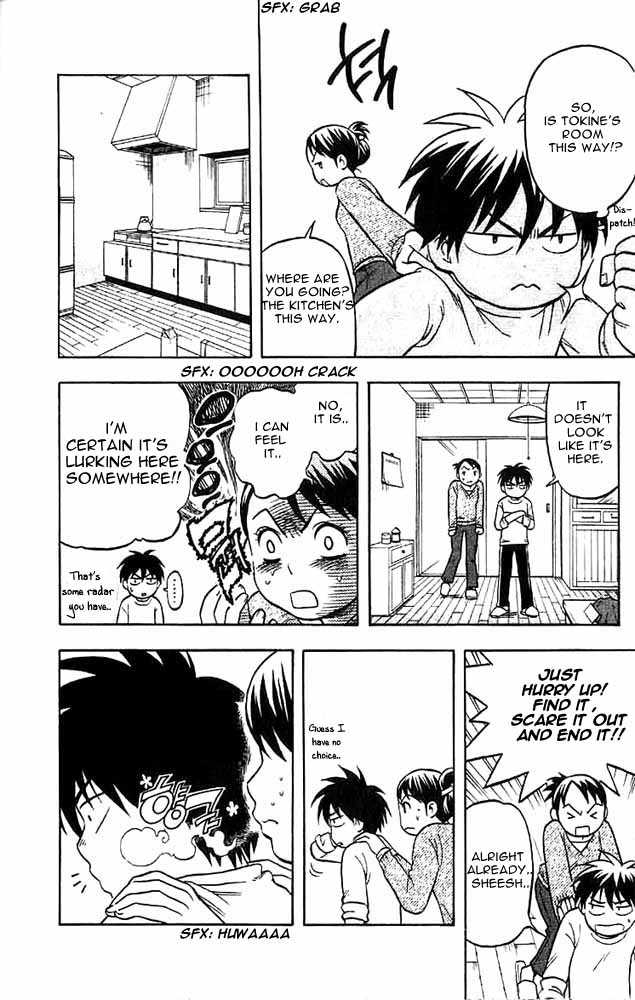 SFX: GRAB
SO,
IS TOKINE'S
ROOM
THIS WAY!?
Dis-
patch!
WHERE ARE
YOU GOING?
THE KITCHEN'S
THIS WAY.
SFX: OOOOOOH CRACK
IT
DOESN'T
LOOK
LIKE IT'S
HERE.
NO,
IT IS..
I CAN
FEEL
IT..
I'M
CERTAIN IT'S
LURKING HERE
SOMEWHERE!!
That's
some radar
you have..
JUST
HURRY UP!
FIND IT,
SCARE IT OUT
AND END IT!!
ALRIGHT
ALREADY..
SHEESH..
Guess I
have no
choice..
SFX: HUWAAAA